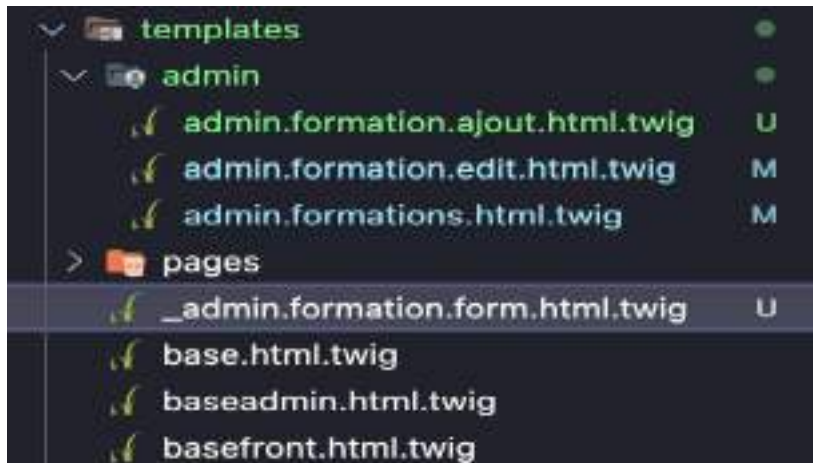 templates
admin
admin.formation.ajout.html.twig U
admin.formation.edit.html.twig M
admin.formations.html.twig M
pages
_admin.formation.form.html.twig U
base.html.twig
baseadmin.html.twig
basefront.html.twig